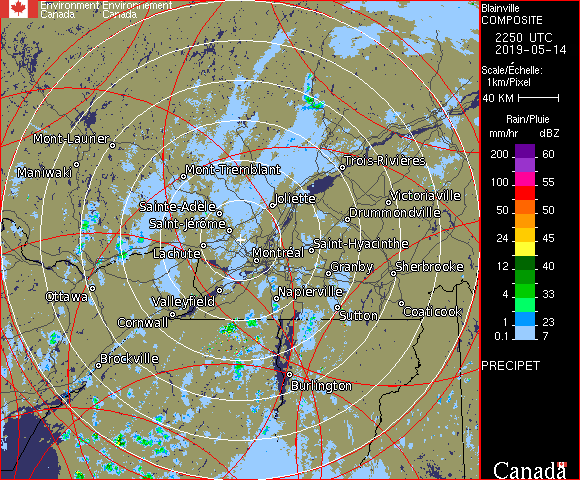 Environment Environnement
Canada Canada
Blainville
COMPOSITE
2250 UTC
2019-05-14
Scale/Échelle:
1km/Pixel
40 KM
Rain/Pluie
mm/hr dBZ
200 60
100 55
50 50
24 45
12 40
4 33
1 23
0.1 7
PRECIPET
Canada
Mont-Laurier
Maniwaki
Mont-Tremblant
Trois-Rivières
Joliette
Victoriaville
Sainte-Adèle
Drummondville
Saint-Jérome
Saint-Hyacinthe
Lachute
Montréal
Granby
Sherbrooke
Ottawa
Valleyfield
Napierville
Cornwall
Sutton
Coaticook
Brockville
Burlington